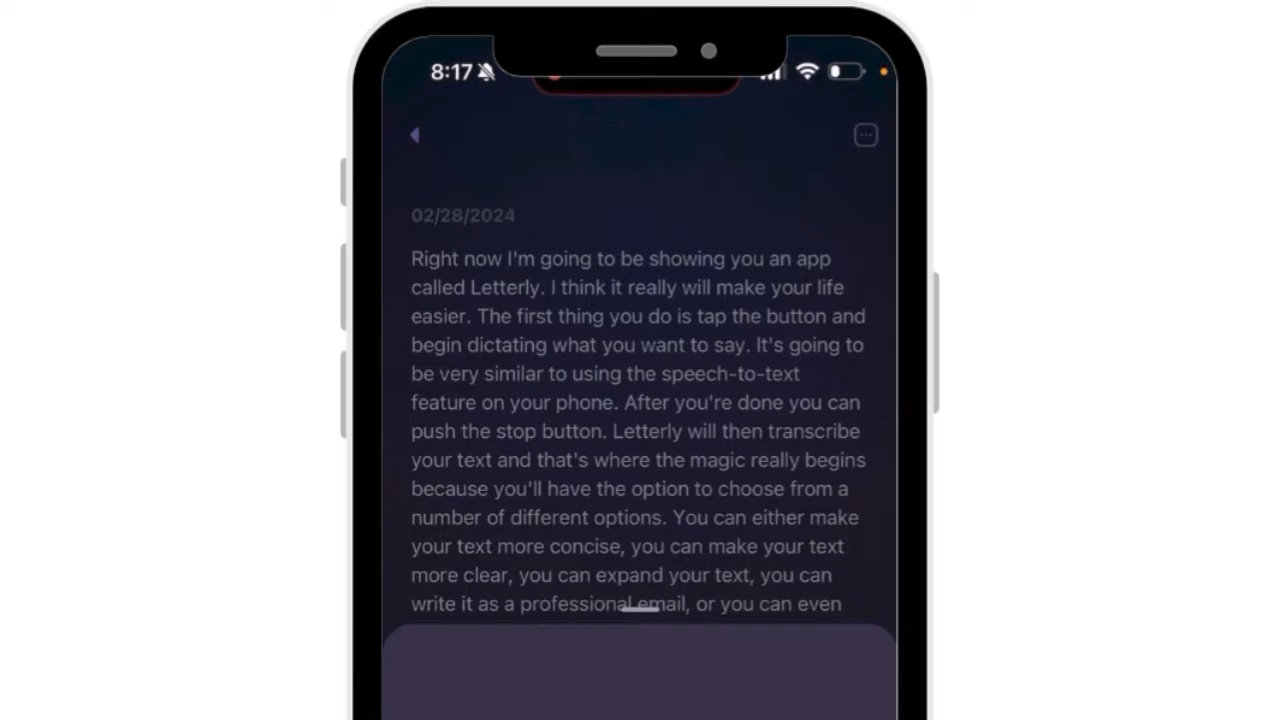 8:17
02/28/2024
Right now I'm going to be showing you an app
called Letterly. I think it really will make your life
easier. The first thing you do is tap the button and
begin dictating what you want to say. It's going to
be very similar to using the speech-to-text
feature on your phone. After you're done you can
push the stop button. Letterly will then transcribe
your text and that's where the magic really begins
because you'll have the option to choose from a
number of different options. You can either make
your text more concise, you can make your text
more clear, you can expand your text, you can
write it as a professional email, or you can even